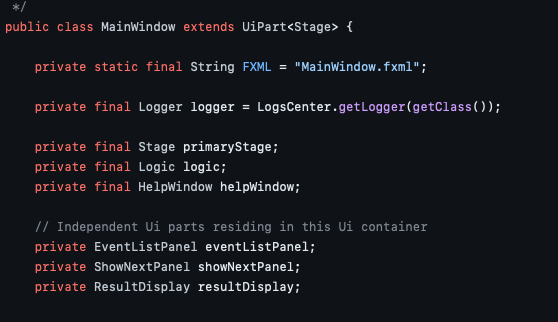 */
public class MainWindow extends UiPart<Stage> {
private static final String FXML = "MainWindow.fxml";
private final Logger logger = LogsCenter.getLogger(getClass());
private final Stage primaryStage;
private final Logic logic;
private final HelpWindow helpWindow;
// Independent Ui parts residing in this Ui container
private EventListPanel eventListPanel;
private ShowNextPanel showNextPanel;
private ResultDisplay resultDisplay;